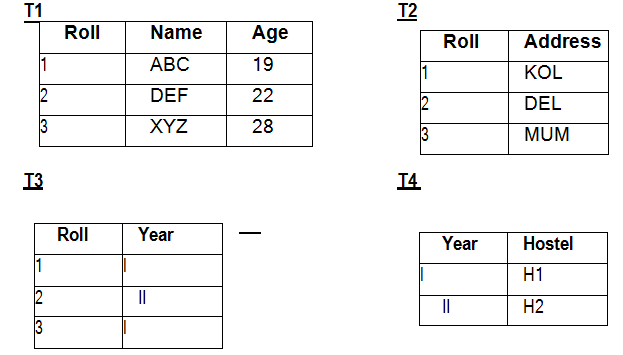 T1
Roll Name Age
1 ABC 19
2 DEF 22
3 XYZ 28
T2
Roll Address
1 KOL
2 DEL
3 MUM
T3
Roll Year
1 I
2 II
3 I
—
T4
Year Hostel
I H1
II H2